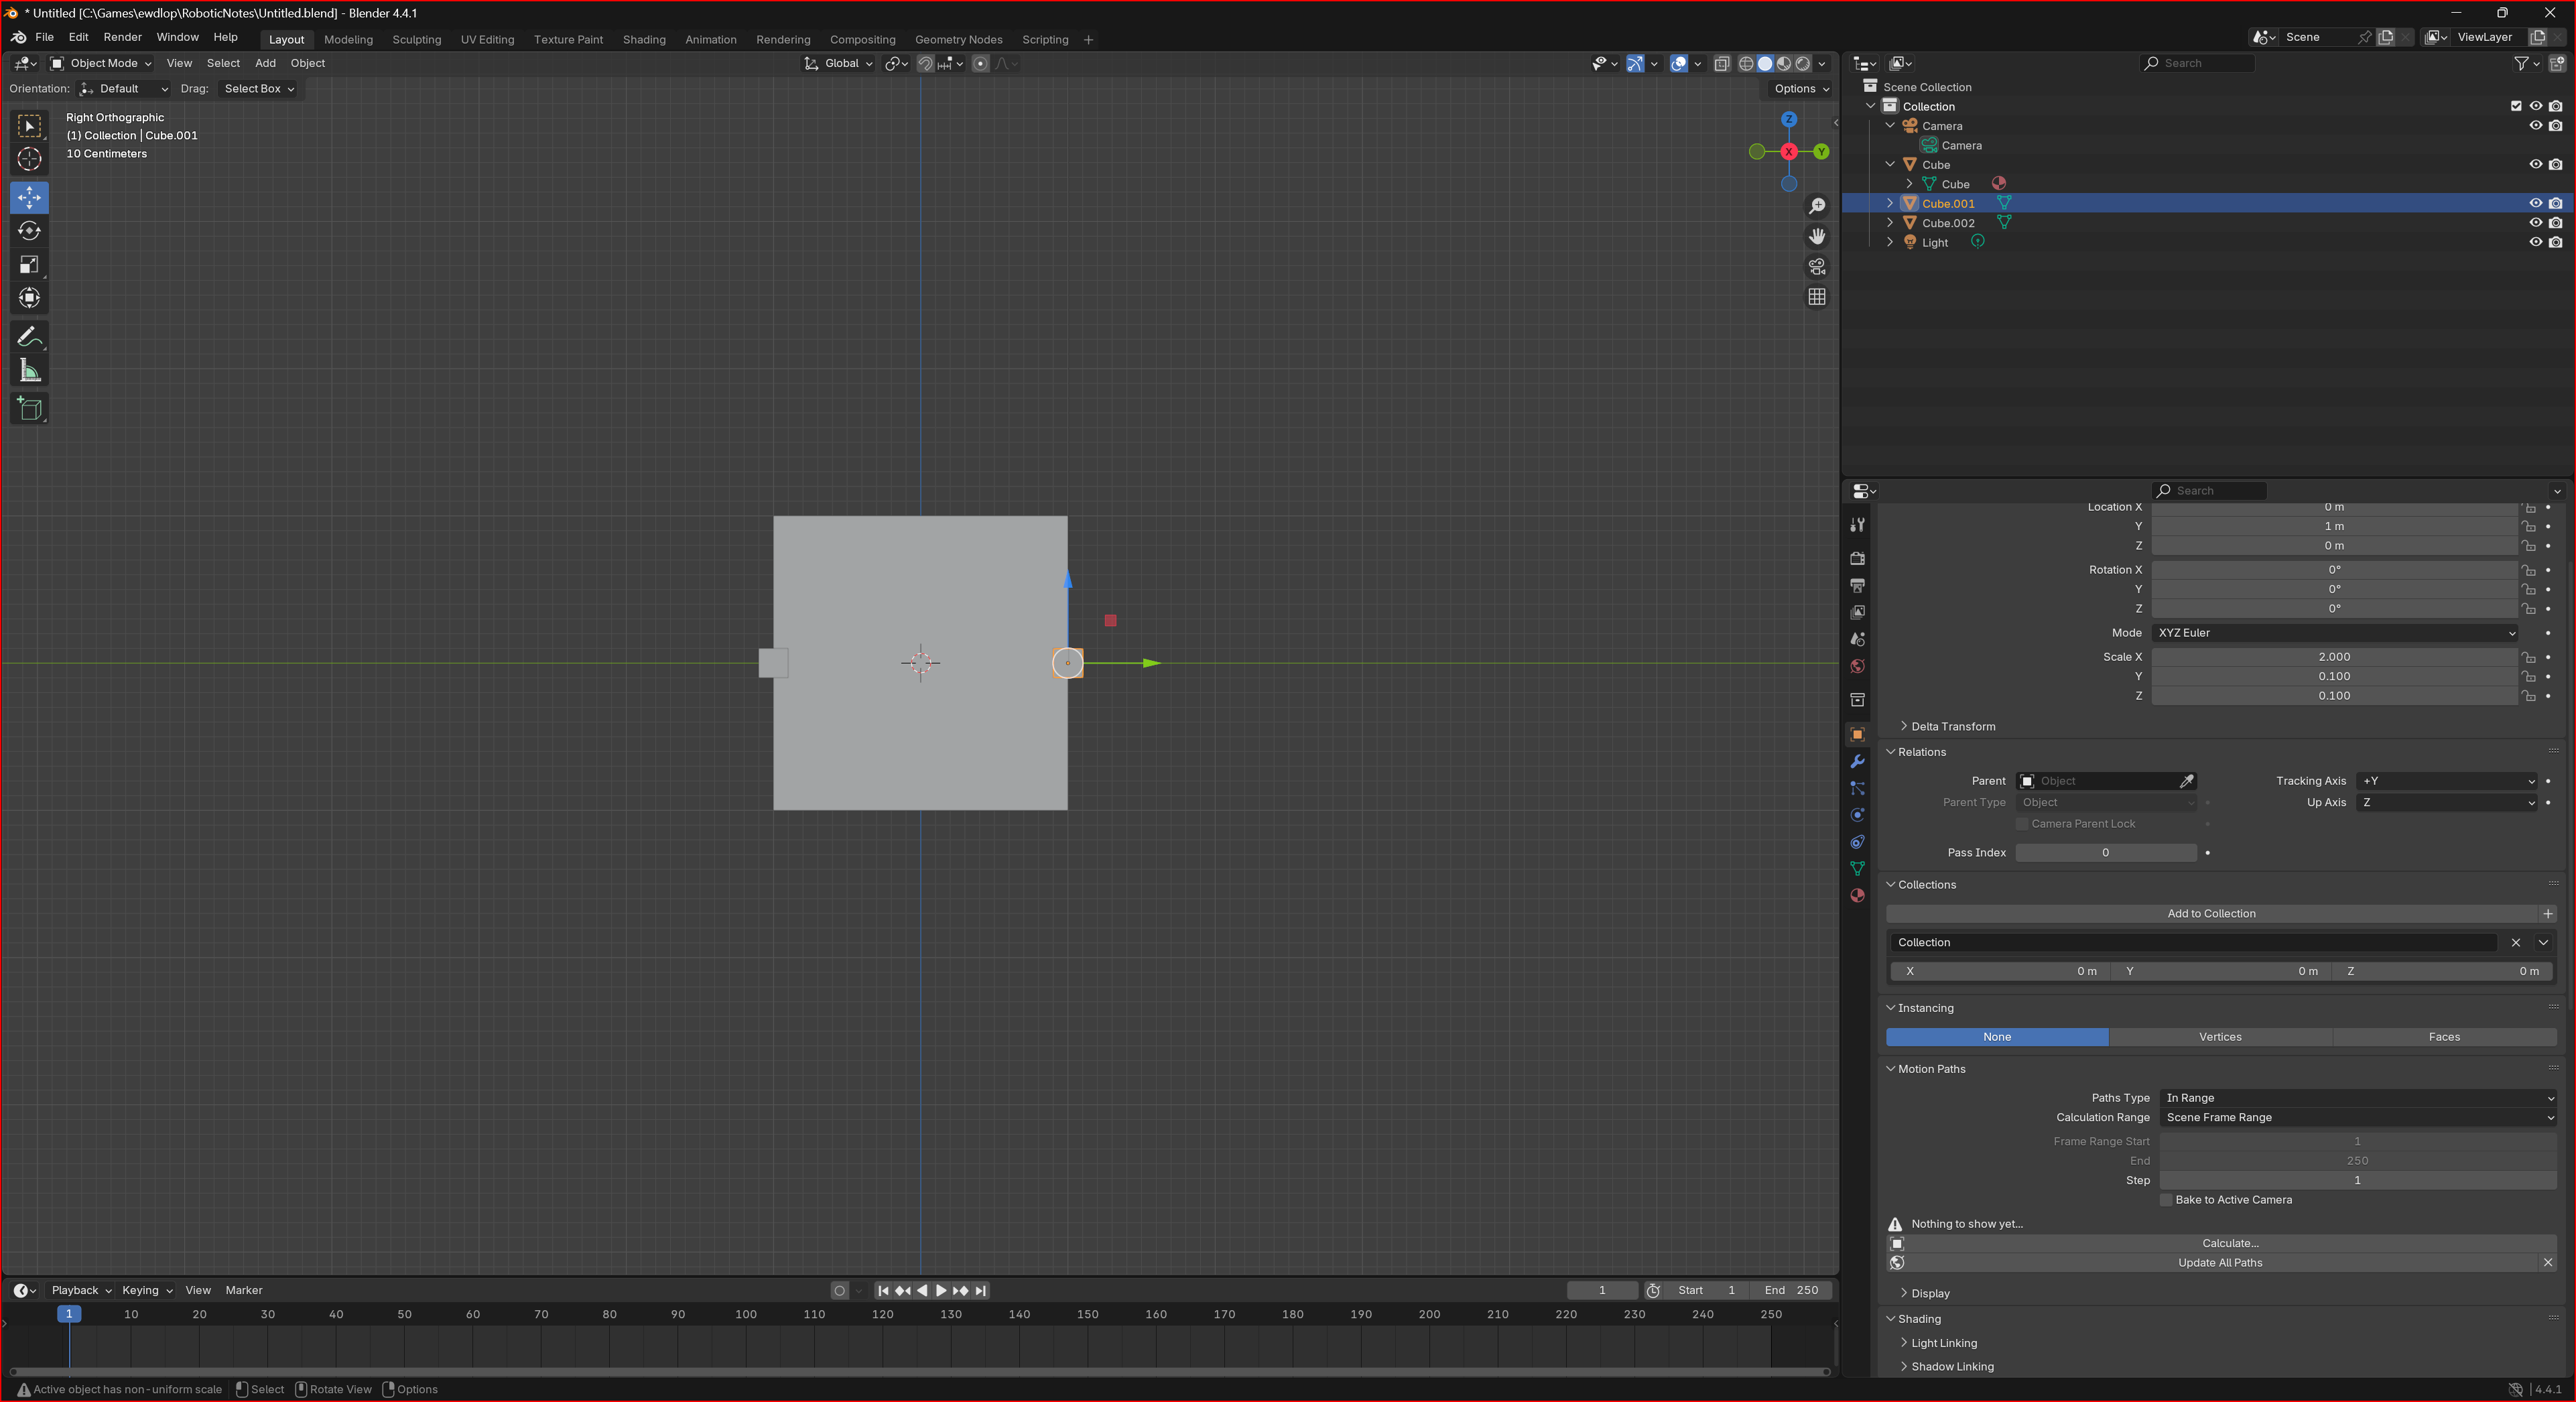 * Untitled [C:\Games\ewdlop\RoboticNotes\Untitled.blend] - Blender 4.4.1
File Edit Render Window Help Layout Modeling Sculpting UV Editing Texture Paint Shading Animation Rendering Compositing Geometry Nodes Scripting + Scene ViewLayer
Object Mode View Select Add Object Global
Orientation: Default Drag: Select Box Options
Right Orthographic
(1) Collection | Cube.001
10 Centimeters
Z
X
Y
Search
Scene Collection
Collection
Camera
Camera
Cube
Cube
Cube.001
Cube.002
Light
Search
Location X 0 m
Y 1 m
Z 0 m
Rotation X 0°
Y 0°
Z 0°
Mode XYZ Euler
Scale X 2.000
Y 0.100
Z 0.100
Delta Transform
Relations
Parent Object Tracking Axis +Y
Parent Type Object Up Axis Z
Camera Parent Lock
Pass Index 0
Collections
Add to Collection
Collection
X 0 m Y 0 m Z 0 m
Instancing
None Vertices Faces
Motion Paths
Paths Type In Range
Calculation Range Scene Frame Range
Frame Range Start 1
End 250
Step 1
Bake to Active Camera
Nothing to show yet...
Calculate...
Update All Paths
Display
Shading
Light Linking
Shadow Linking
Playback Keying View Marker 1 Start 1 End 250
1 10 20 30 40 50 60 70 80 90 100 110 120 130 140 150 160 170 180 190 200 210 220 230 240 250
Active object has non-uniform scale Select Rotate View Options 4.4.1